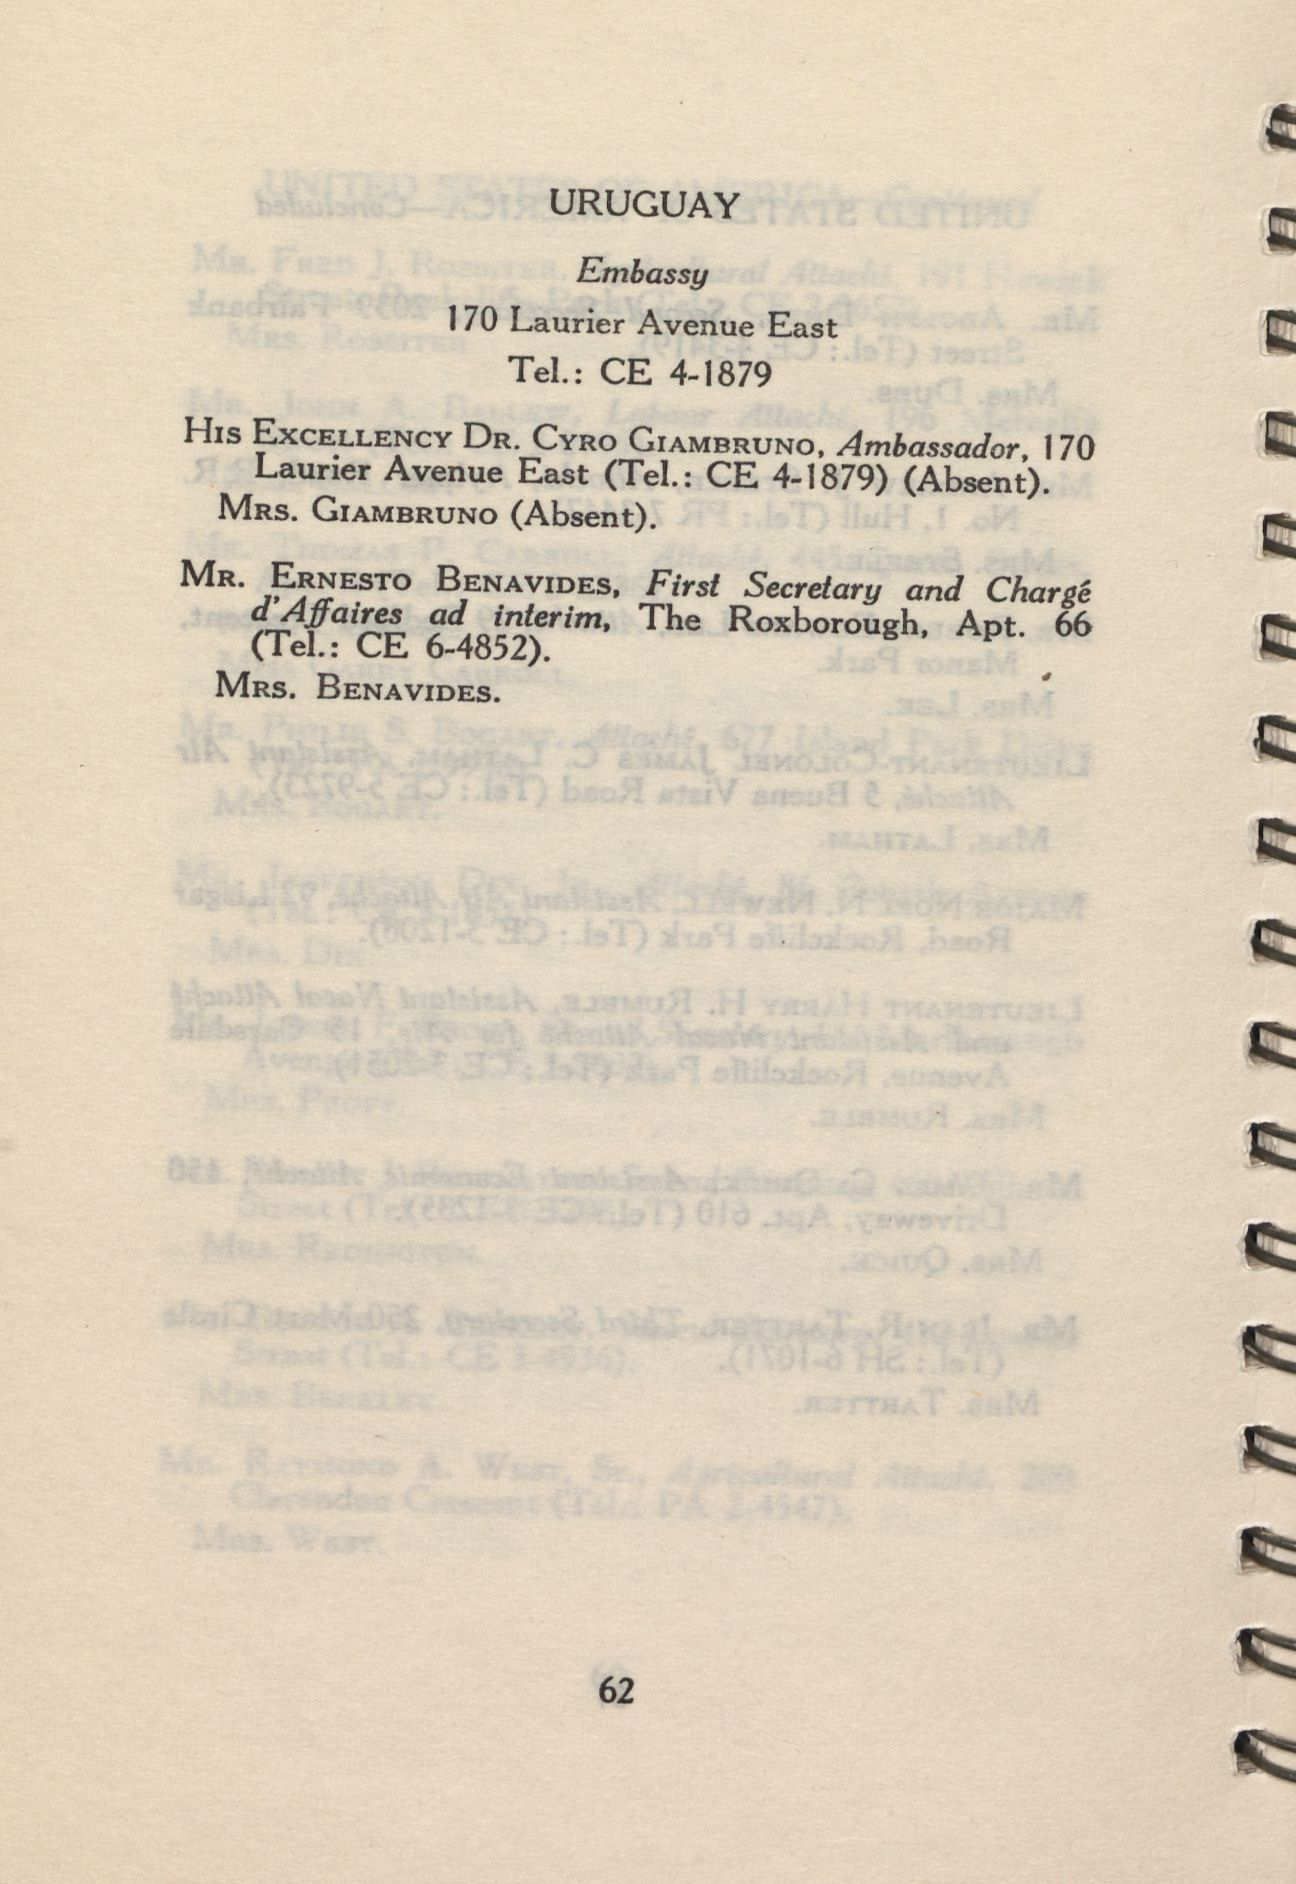 URUGUAY
Embassy
170 Laurier Avenue East
Tel.: CE 4-1879
HIS EXCELLENCY DR. CYRO GIAMBRUNO, Ambassador, 170
Laurier Avenue East (Tel.: CE 4-1879) (Absent).
MRS. GIAMBRUNO (Absent).
MR. ERNESTO BENAVIDES, First Secretary and Chargé
d'Affaires ad interim, The Roxborough, Apt. 66
(Tel.: CE 6-4852).
MRS. BENAVIDES.
62